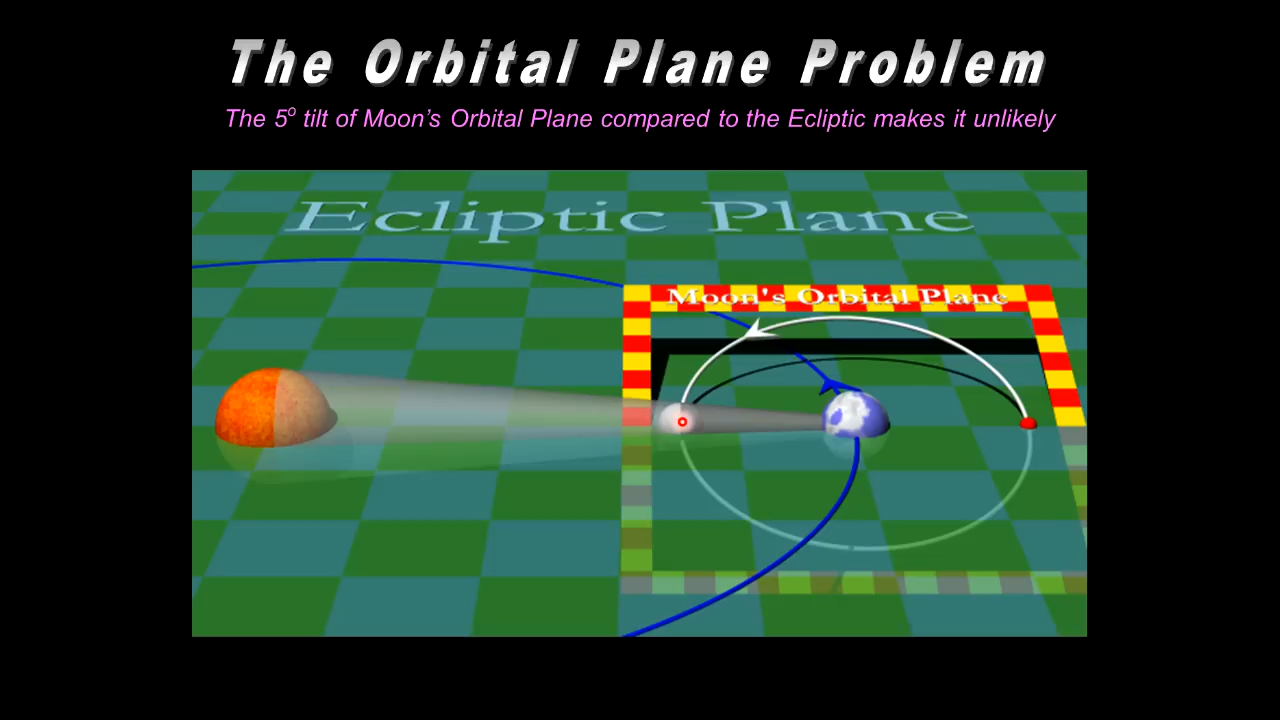 The Orbital Plane Problem
The 5º tilt of Moon’s Orbital Plane compared to the Ecliptic makes it unlikely
Ecliptic Plane
Moon's Orbital Plane